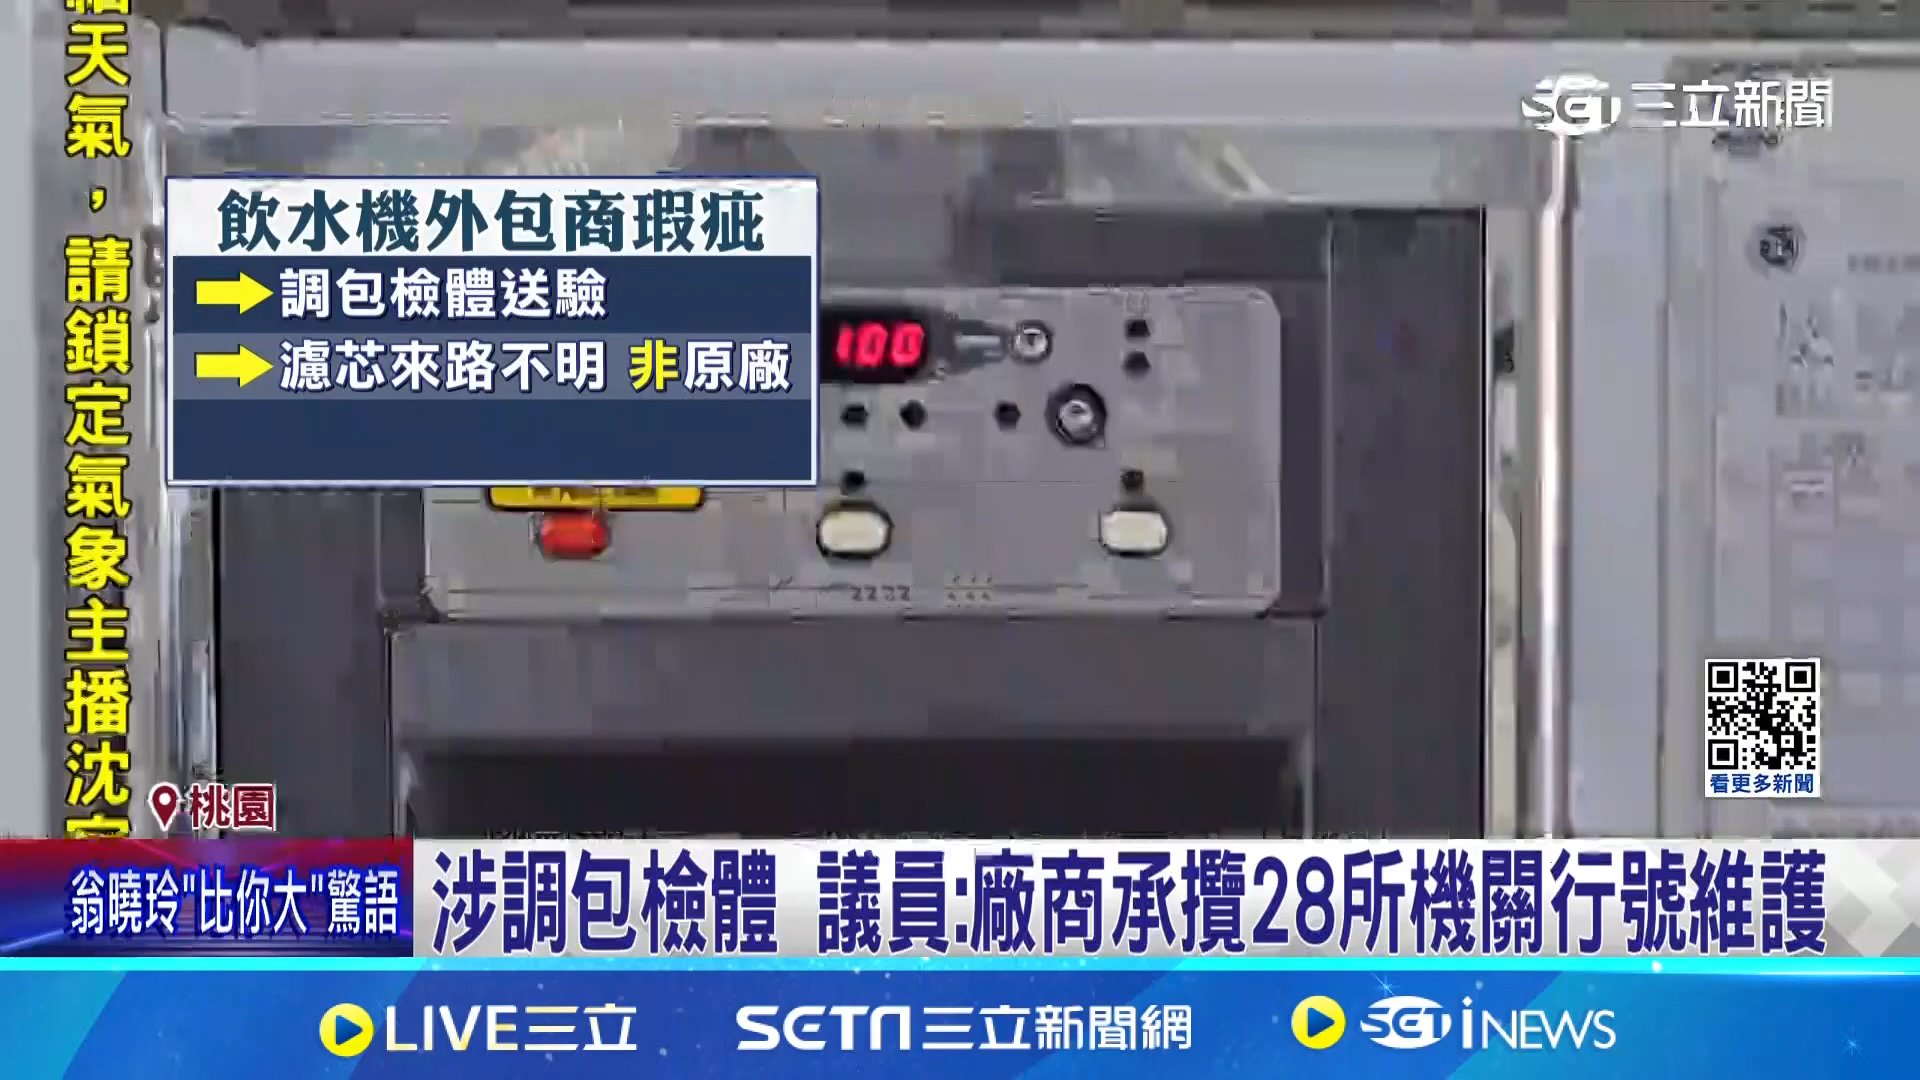 天氣，請鎖定氣象主播沈
SET 三立新聞
飲水機外包商瑕疵
調包檢體送驗
濾芯來路不明 非原廠
100
看更多新聞
桃園
翁曉玲"比你大"驚語
涉調包檢體 議員:廠商承攬28所機關行號維護
LIVE三立
SETN三立新聞網
SET iNEWS